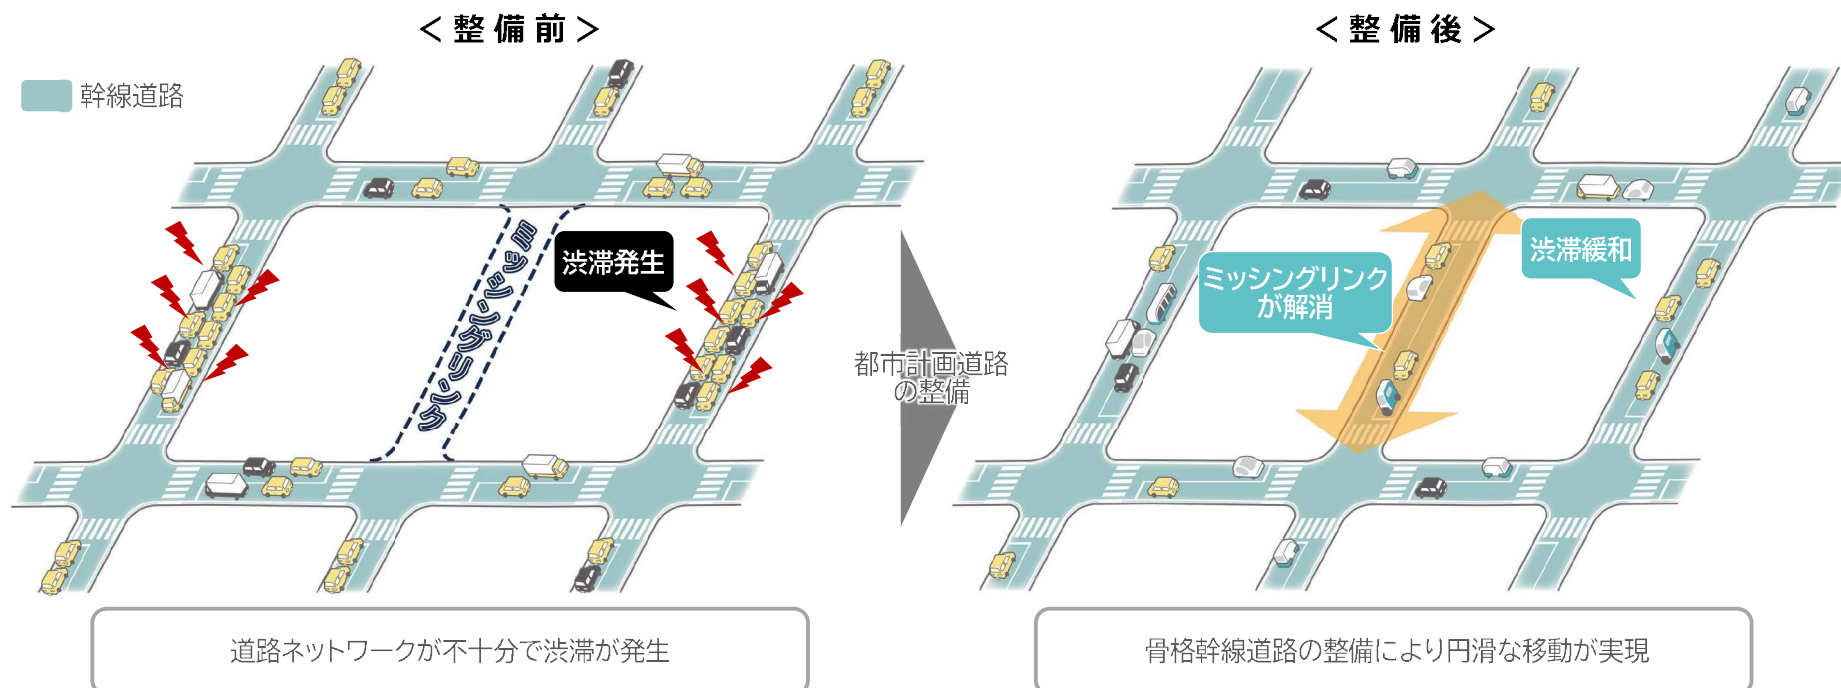 ＜整備前＞
幹線道路
ミッシングリンク
渋滞発生
道路ネットワークが不十分で渋滞が発生
都市計画道路
の整備
＜整備後＞
ミッシングリンク
が解消
渋滞緩和
骨格幹線道路の整備により円滑な移動が実現